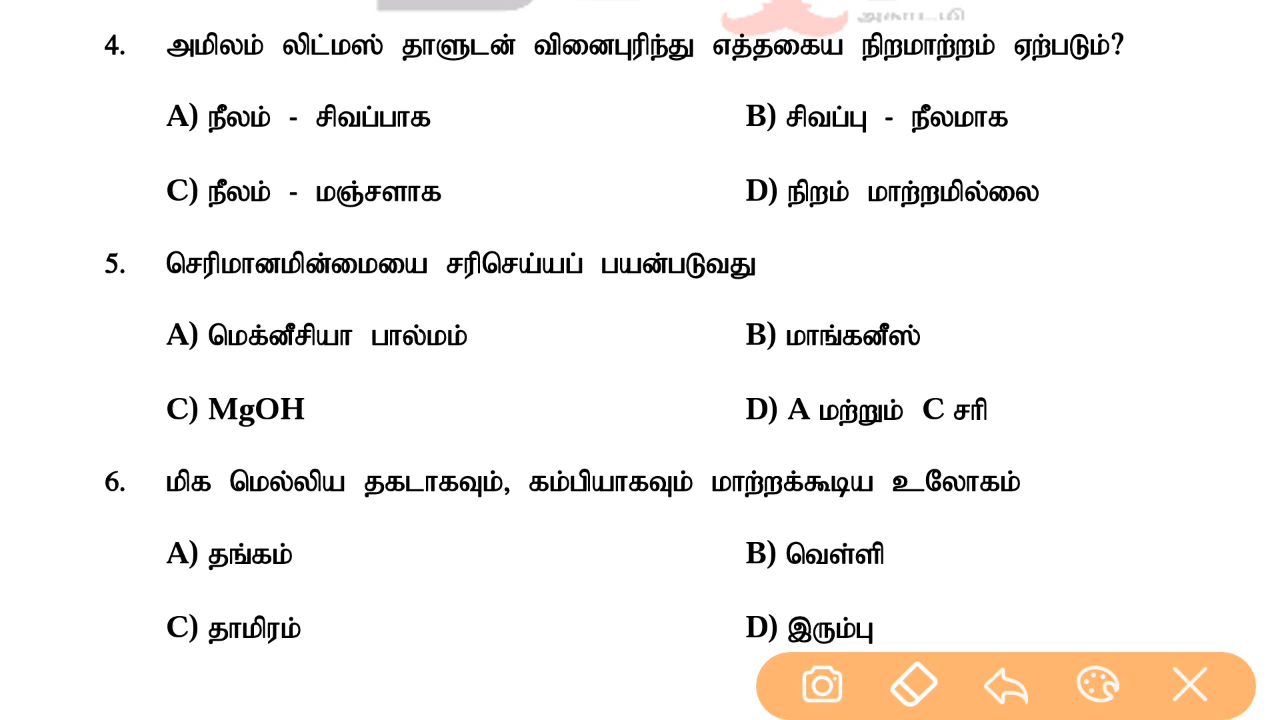 அகாடமி
4. அமிலம் லிட்மஸ் தாளுடன் வினைபுரிந்து எத்தகைய நிறமாற்றம் ஏற்படும்?
A) நீலம் - சிவப்பாக B) சிவப்பு - நீலமாக
C) நீலம் - மஞ்சளாக D) நிறம் மாற்றமில்லை
5. செரிமானமின்மையை சரிசெய்யப் பயன்படுவது
A) மெக்னீசியா பால்மம் B) மாங்கனீஸ்
C) MgOH D) A மற்றும் C சரி
6. மிக மெல்லிய தகடாகவும், கம்பியாகவும் மாற்றக்கூடிய உலோகம்
A) தங்கம் B) வெள்ளி
C) தாமிரம் D) இரும்பு